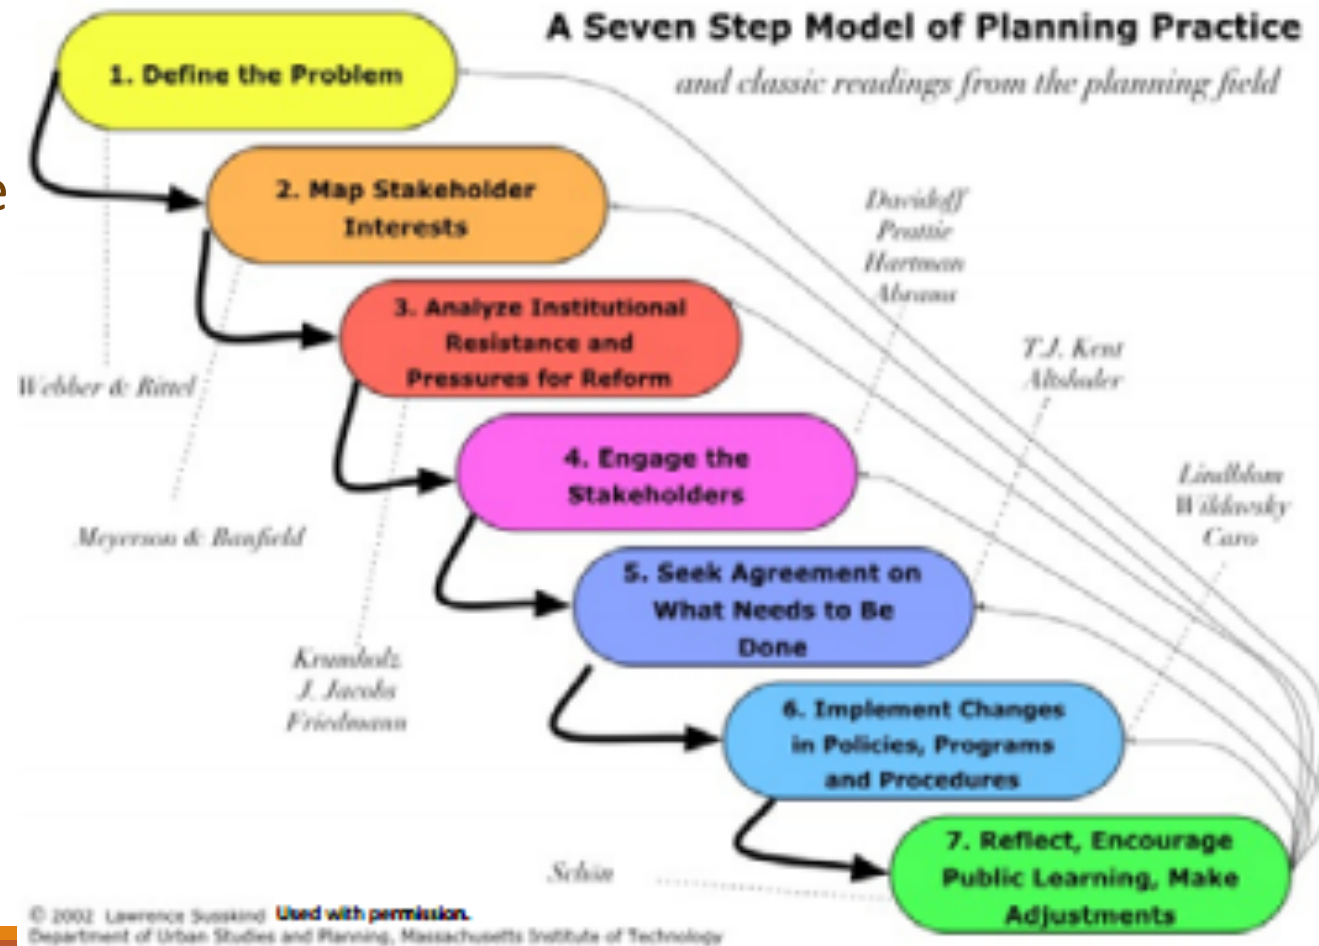 A Seven Step Model of Planning Practice
and classic readings from the planning field
1. Define the Problem
e
2. Map Stakeholder
Interests
Davidoff
Peattie
Hartman
Abrams
3. Analyze Institutional
Resistance and
Pressures for Reform
T.J. Kent
Altshuler
Webber & Rittel
4. Engage the
Stakeholders
Lindblom
Wildavsky
Caro
Meyerson & Banfield
5. Seek Agreement on
What Needs to Be
Done
Krumholz
J. Jacobs
Friedmann
6. Implement Changes
in Policies, Programs
and Procedures
7. Reflect, Encourage
Public Learning, Make
Adjustments
Schön
© 2002 Lawrence Susskind Used with permission.
Department of Urban Studies and Planning, Massachusetts Institute of Technology